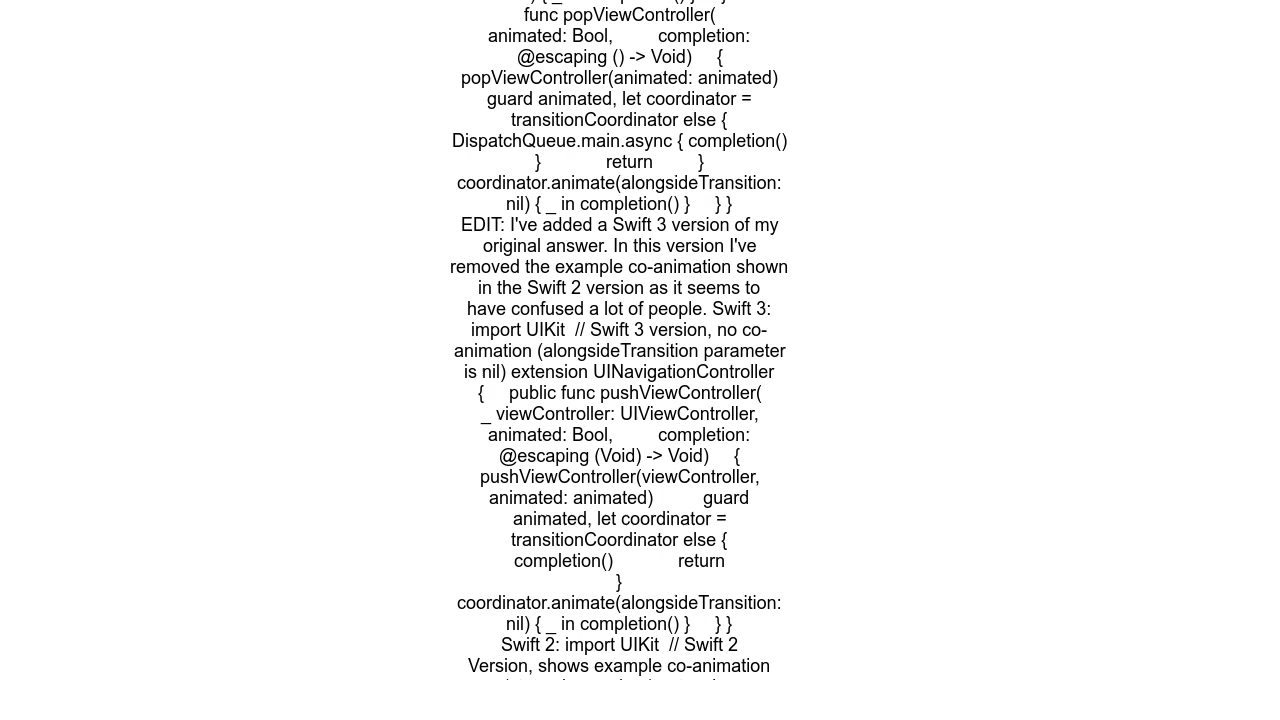 func popViewController(
animated: Bool,         completion:
@escaping () -> Void)     {
popViewController(animated: animated)
guard animated, let coordinator =
transitionCoordinator else {
DispatchQueue.main.async { completion()
}             return         }
coordinator.animate(alongsideTransition:
nil) { _ in completion() }     } }
EDIT: I've added a Swift 3 version of my
original answer. In this version I've
removed the example co-animation shown
in the Swift 2 version as it seems to
have confused a lot of people. Swift 3:
import UIKit  // Swift 3 version, no co-
animation (alongsideTransition parameter
is nil) extension UINavigationController
{     public func pushViewController(
_ viewController: UIViewController,
animated: Bool,         completion:
@escaping (Void) -> Void)     {
pushViewController(viewController,
animated: animated)          guard
animated, let coordinator =
transitionCoordinator else {
completion()             return
}
coordinator.animate(alongsideTransition:
nil) { _ in completion() }     } }
Swift 2: import UIKit  // Swift 2
Version, shows example co-animation